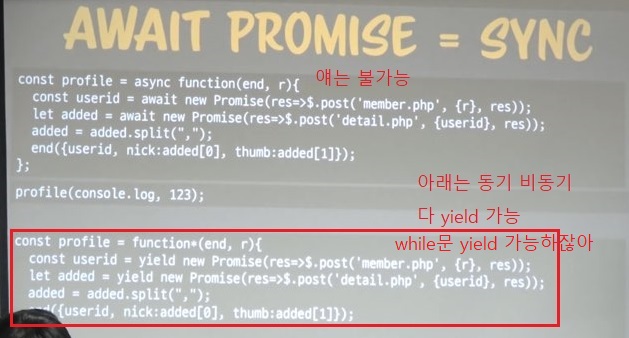 AWAIT PROMISE = SYNC
const profile = async function(end, r){ 얘는 불가능
const userid = await new Promise(res=>$.post('member.php', {r}, res));
let added = await new Promise(res=>$.post('detail.php', {userid}, res));
added = added.split(",");
end({userid, nick:added[0], thumb:added[1]});
};
profile(console.log, 123);
아래는 동기 비동기
다 yield 가능
while문 yield 가능하잖아
const profile = function*(end, r){
const userid = yield new Promise(res=>$.post('member.php', {r}, res));
let added = yield new Promise(res=>$.post('detail.php', {userid}, res));
added = added.split(",");
end({userid, nick:added[0], thumb:added[1]});